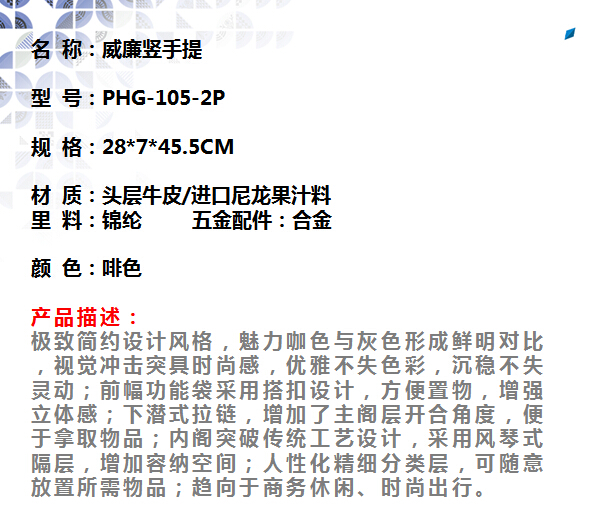 名 称：威廉竖手提
型 号：PHG-105-2P
规 格：28*7*45.5CM
材 质：头层牛皮/进口尼龙果汁料
里 料：锦纶 五金配件：合金
颜 色：啡色
产品描述：
极致简约设计风格，魅力咖色与灰色形成鲜明对比
，视觉冲击突具时尚感，优雅不失色彩，沉稳不失
灵动；前幅功能袋采用搭扣设计，方便置物，增强
立体感；下潜式拉链，增加了主阁层开合角度，便
于拿取物品；内阁突破传统工艺设计，采用风琴式
隔层，增加容纳空间；人性化精细分类层，可随意
放置所需物品；趋向于商务休闲、时尚出行。